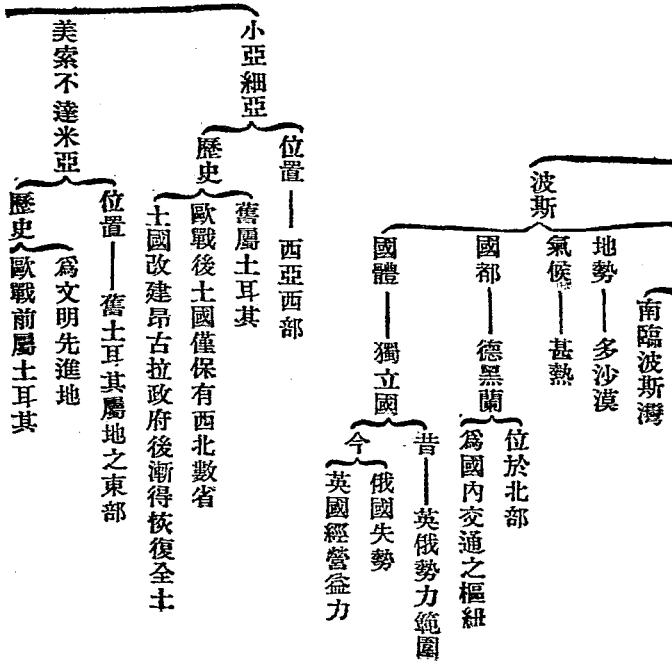 南臨波斯灣
波斯
地勢
多沙漠
氣候
甚熱
國都
德黑蘭
位於北部
爲國內交通之樞紐
國體
獨立國
昔
英俄勢力範圍
今
俄國失勢
英國經營益力
小亞細亞
位置
西亞西部
歷史
舊屬土耳其
歐戰後土國僅保有西北數省
土國改建昂古拉政府後漸得恢復全土
美索不達米亞
位置
舊土耳其屬地之東部
歷史
爲文明先進地
歐戰前屬土耳其